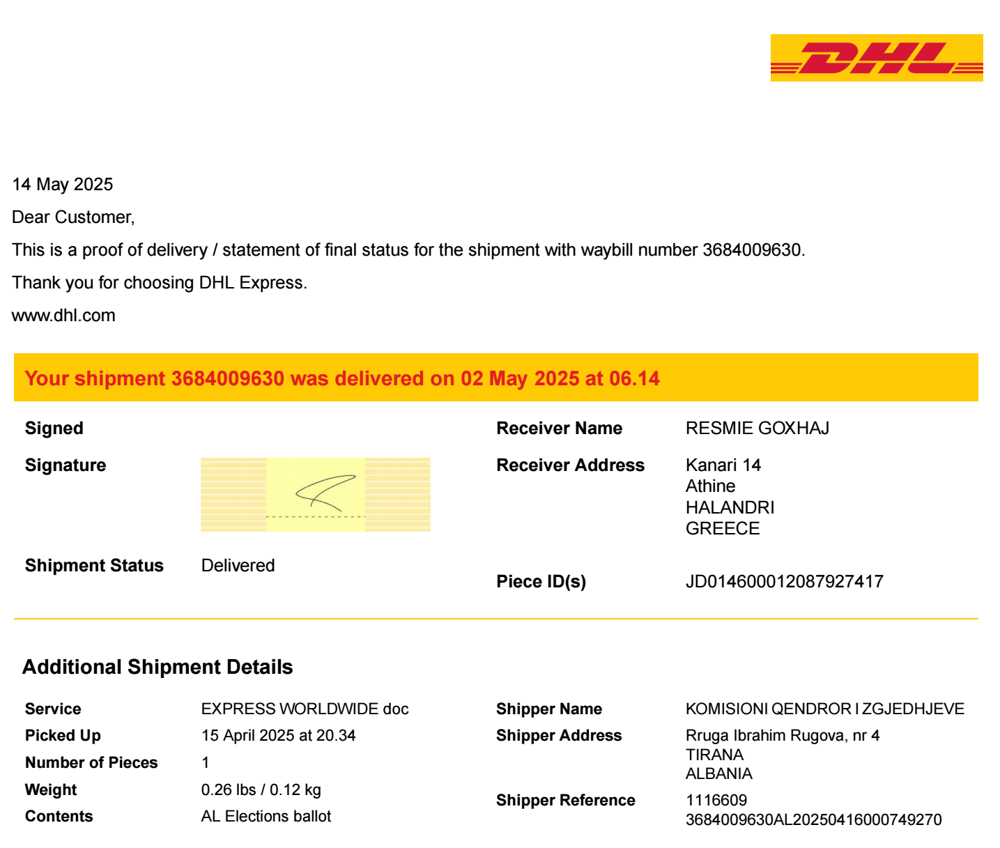 DHL
14 May 2025
Dear Customer,
This is a proof of delivery / statement of final status for the shipment with waybill number 3684009630.
Thank you for choosing DHL Express.
www.dhl.com
Your shipment 3684009630 was delivered on 02 May 2025 at 06.14
Signed
Receiver Name RESMIE GOXHAJ
Signature
Receiver Address Kanari 14
Athine
HALANDRI
GREECE
Shipment Status Delivered
Piece ID(s) JD014600012087927417
Additional Shipment Details
Service EXPRESS WORLDWIDE doc
Picked Up 15 April 2025 at 20.34
Number of Pieces 1
Weight 0.26 lbs / 0.12 kg
Contents AL Elections ballot
Shipper Name KOMISIONI QENDROR I ZGJEDHJEVE
Shipper Address Rruga Ibrahim Rugova, nr 4
TIRANA
ALBANIA
Shipper Reference 1116609
3684009630AL20250416000749270